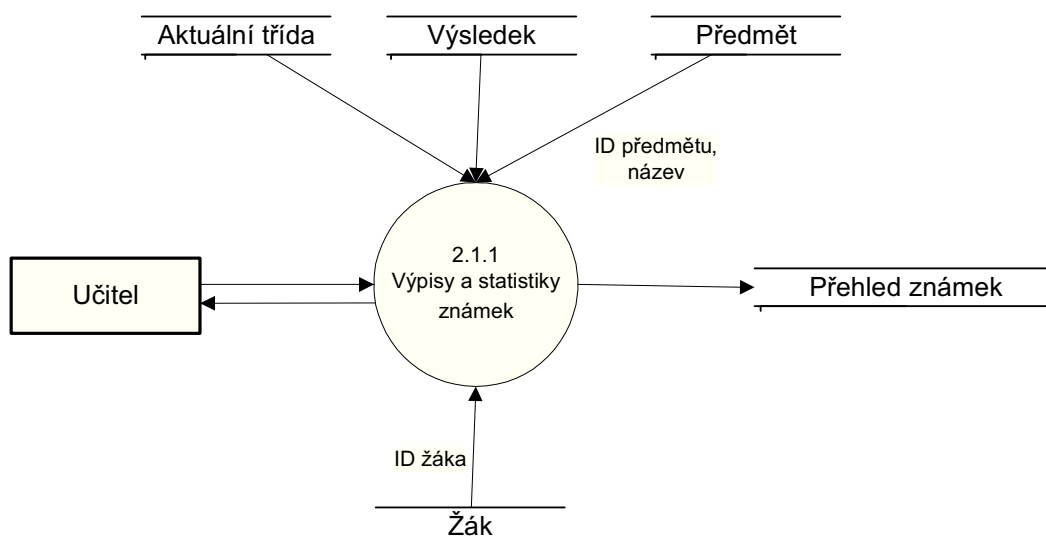 Aktuální třída
Výsledek
Předmět
ID předmětu,
název
2.1.1
Výpisy a statistiky
známek
Učitel
Přehled známek
ID žáka
Žák